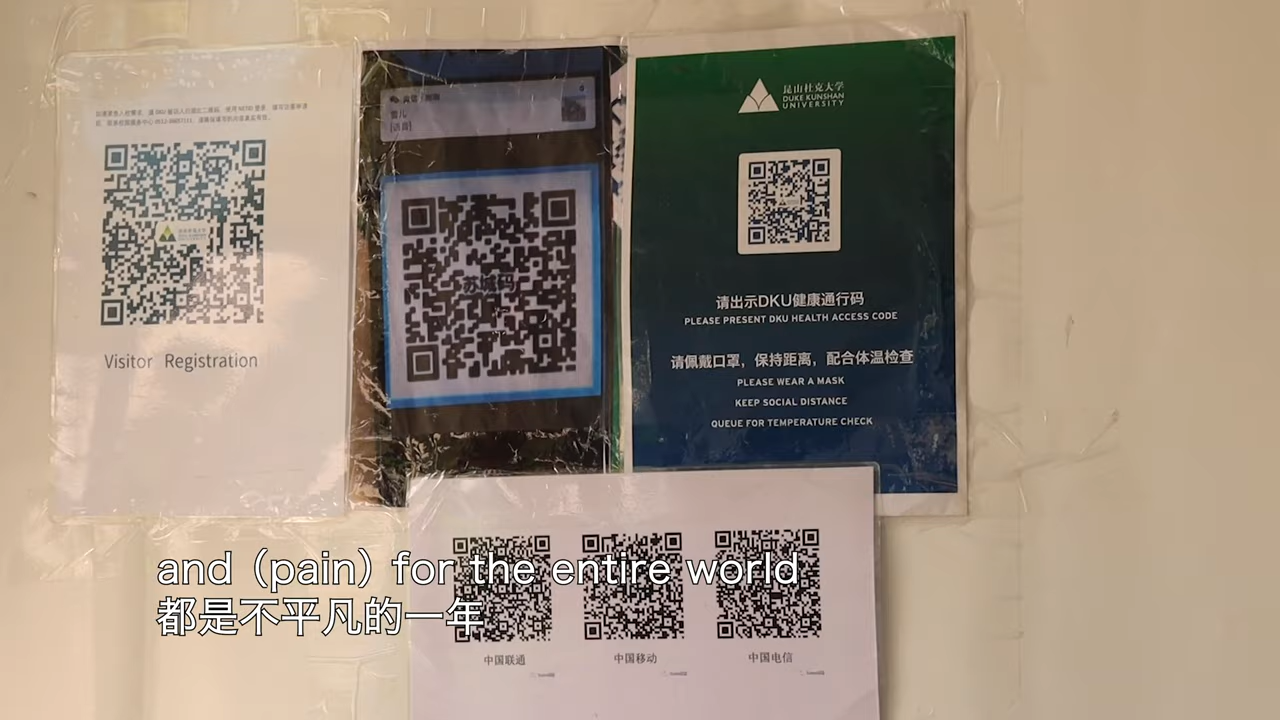 Visitor Registration
苏城码
昆山杜克大学
DUKE KUNSHAN
UNIVERSITY
请出示DKU健康通行码
PLEASE PRESENT DKU HEALTH ACCESS CODE
请佩戴口罩，保持距离，配合体温检查
PLEASE WEAR A MASK
KEEP SOCIAL DISTANCE
QUEUE FOR TEMPERATURE CHECK
and (pain) for the entire world
都是不平凡的一年
中国联通
中国移动
中国电信